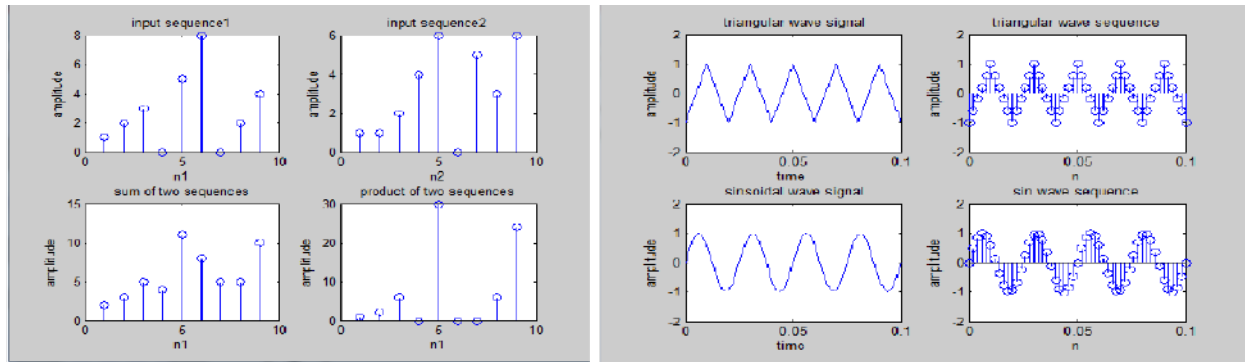 input sequence1
8
6
4
2
0
amplitude
0 5 10
n1
input sequence2
6
4
2
0
amplitude
0 5 10
n2
sum of two sequences
15
10
5
0
amplitude
0 5 10
n1
product of two sequences
30
20
10
0
amplitude
0 5 10
n1
triangular wave signal
2
1
0
-1
-2
amplitude
0 0.05 0.1
time
triangular wave sequence
2
1
0
-1
-2
amplitude
0 0.05 0.1
n
sinsoidal wave signal
2
1
0
-1
-2
amplitude
0 0.05 0.1
time
sin wave sequence
2
1
0
-1
-2
amplitude
0 0.05 0.1
n